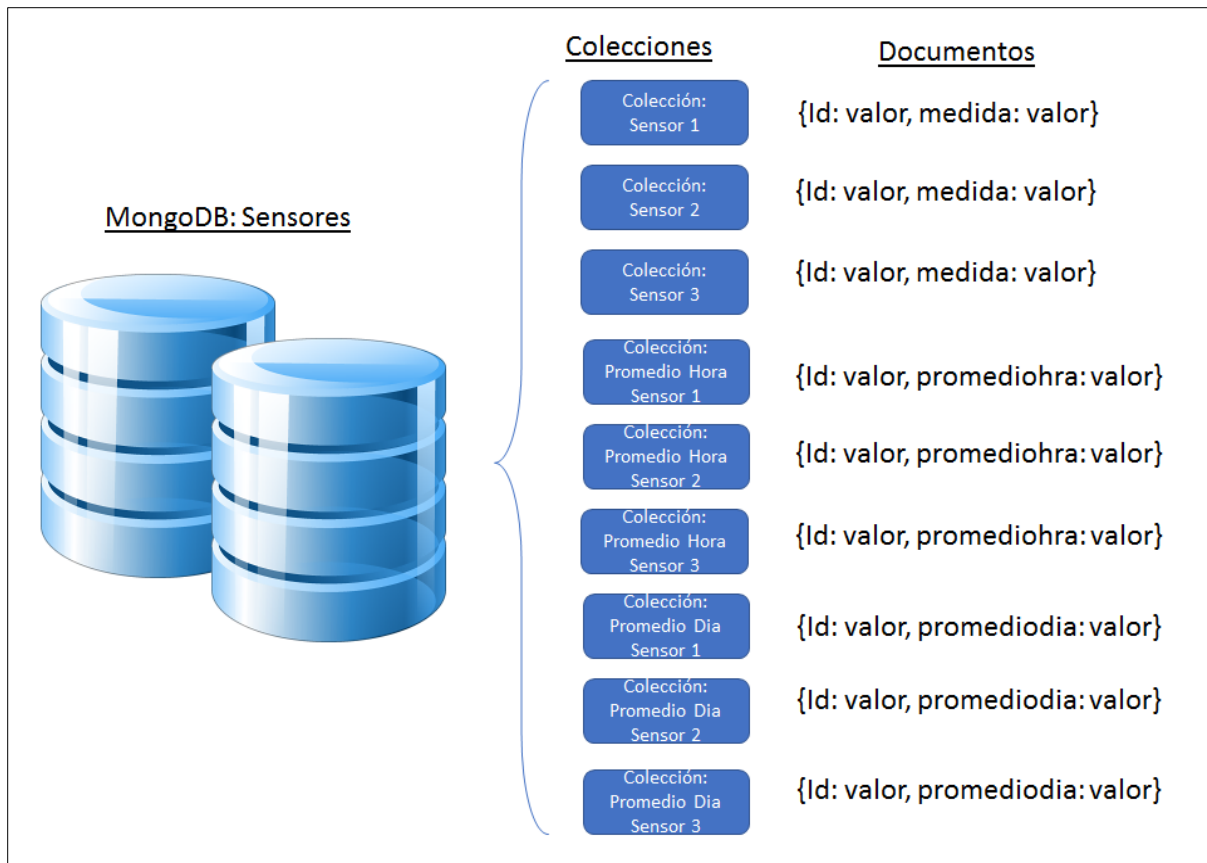 Colecciones
Documentos
MongoDB: Sensores
Colección:
Sensor 1
{Id: valor, medida: valor}
Colección:
Sensor 2
{Id: valor, medida: valor}
Colección:
Sensor 3
{Id: valor, medida: valor}
Colección:
Promedio Hora
Sensor 1
{Id: valor, promediohra: valor}
Colección:
Promedio Hora
Sensor 2
{Id: valor, promediohra: valor}
Colección:
Promedio Hora
Sensor 3
{Id: valor, promediohra: valor}
Colección:
Promedio Dia
Sensor 1
{Id: valor, promediodia: valor}
Colección:
Promedio Dia
Sensor 2
{Id: valor, promediodia: valor}
Colección:
Promedio Dia
Sensor 3
{Id: valor, promediodia: valor}